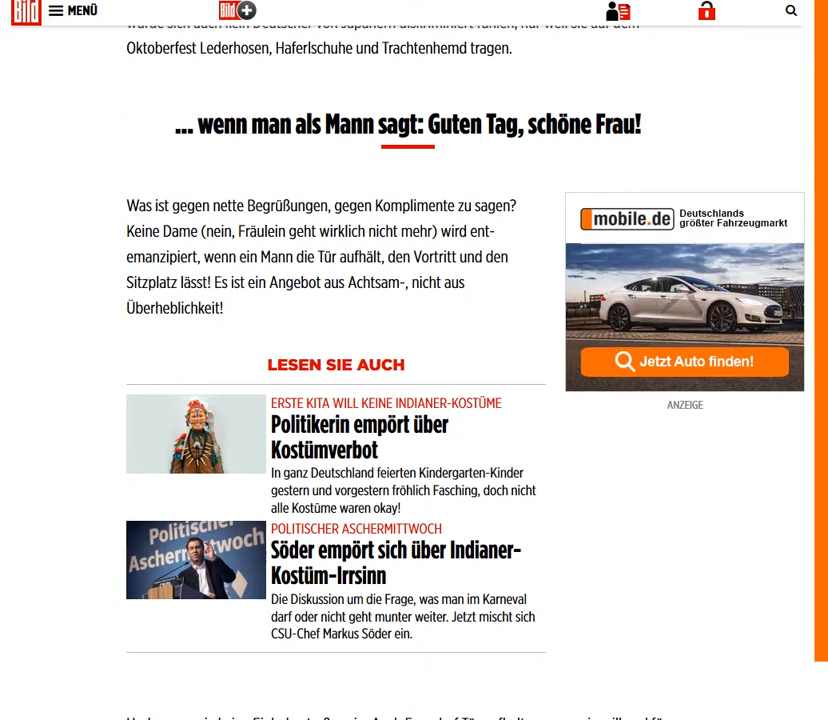 Bild MENÜ Bild
Oktoberfest Lederhosen, Haferlschuhe und Trachtenhemd tragen.
... wenn man als Mann sagt: Guten Tag, schöne Frau!
Was ist gegen nette Begrüßungen, gegen Komplimente zu sagen?
Keine Dame (nein, Fräulein geht wirklich nicht mehr) wird ent-
emanzipiert, wenn ein Mann die Tür aufhält, den Vortritt und den
Sitzplatz lässt! Es ist ein Angebot aus Achtsam-, nicht aus
Überheblichkeit!
mobile.de Deutschlands
größter Fahrzeugmarkt
Jetzt Auto finden!
ANZEIGE
LESEN SIE AUCH
ERSTE KITA WILL KEINE INDIANER-KOSTÜME
Politikerin empört über
Kostümverbot
In ganz Deutschland feierten Kindergarten-Kinder
gestern und vorgestern fröhlich Fasching, doch nicht
alle Kostüme waren okay!
Politischer
Aschermittwoch
POLITISCHER ASCHERMITTWOCH
Söder empört sich über Indianer-
Kostüm-Irrsinn
Die Diskussion um die Frage, was man im Karneval
darf oder nicht geht munter weiter. Jetzt mischt sich
CSU-Chef Markus Söder ein.